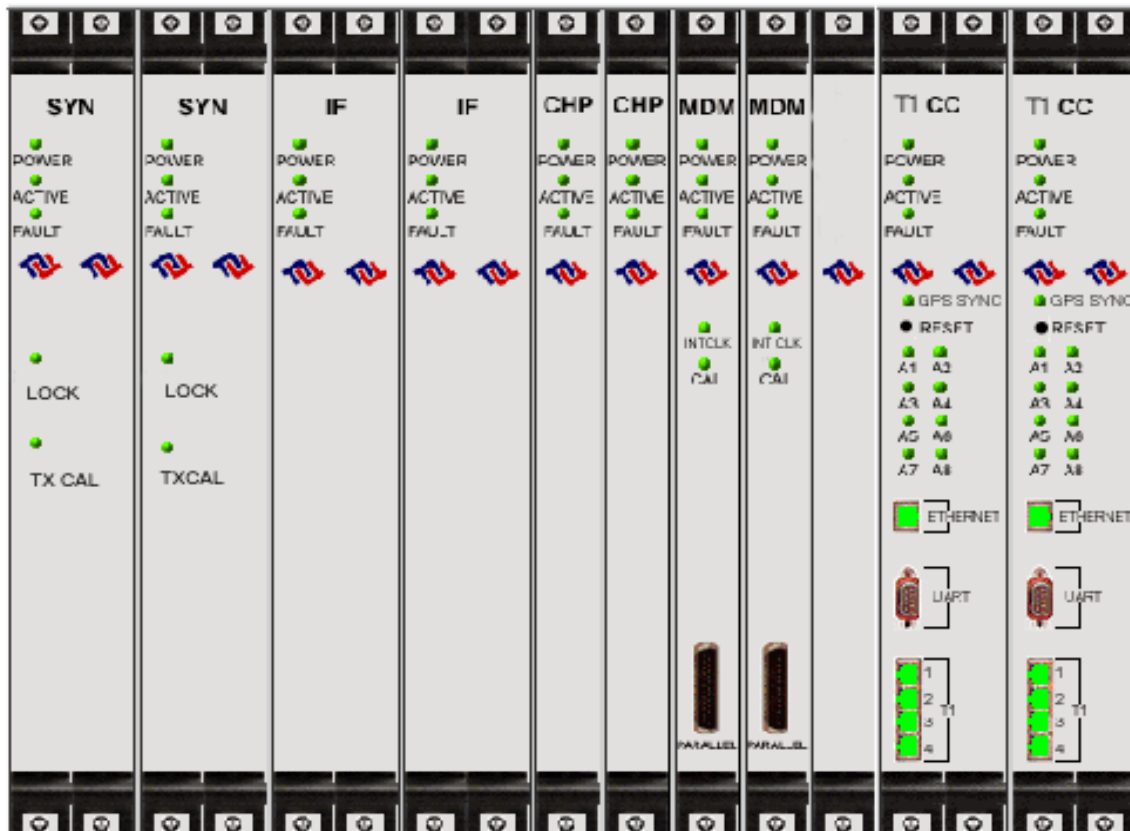 SYN SYN IF IF CHP CHP MDM MDM T1 CC T1 CC
POWER POWER POWER POWER POWER POWER POWER POWER POWER POWER
ACTIVE ACTIVE ACTIVE ACTIVE ACTIVE ACTIVE ACTIVE ACTIVE ACTIVE ACTIVE
FAULT FAULT FAULT FAULT FAULT FAULT FAULT FAULT FAULT FAULT
GPS SYNC GPS SYNC
RESET RESET
INTCLK INT CLK
A1 A2 A1 A2
CAL CAL
LOCK LOCK
A3 A4 A3 A4
A5 A6 A5 A6
A7 A8 A7 A8
TX CAL TXCAL
ETHERNET ETHERNET
UART UART
1 1
2 2
T1 T1
3 3
4 4
PARALLEL PARALLEL